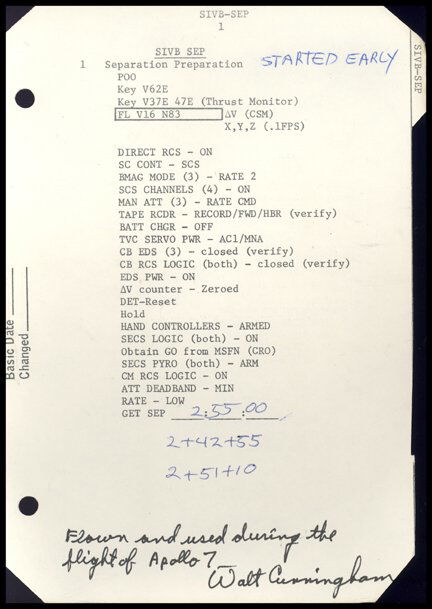 SIVB-SEP
1
SIVB-SEP
SIVB SEP
STARTED EARLY
1 Separation Preparation
POO
Key V62E
Key V37E 47E (Thrust Monitor)
FL V16 N83 ΔV (CSM)
X,Y,Z (.1FPS)
DIRECT RCS - ON
SC CONT - SCS
BMAG MODE (3) - RATE 2
SCS CHANNELS (4) - ON
MAN ATT (3) - RATE CMD
TAPE RCDR - RECORD/FWD/HBR (verify)
BATT CHGR - OFF
TVC SERVO PWR - AC1/MNA
CB EDS (3) - closed (verify)
CB RCS LOGIC (both) - closed (verify)
EDS PWR - ON
ΔV counter - Zeroed
DET-Reset
Hold
HAND CONTROLLERS - ARMED
SECS LOGIC (both) - ON
Obtain GO from MSFN (CRO)
SECS PYRO (both) - ARM
CM RCS LOGIC - ON
ATT DEADBAND - MIN
RATE - LOW
GET SEP 2:55:00
2+42+55
2+51+10
Basic Date
Changed
Flown and used during the
flight of Apollo 7
Walt Cunningham